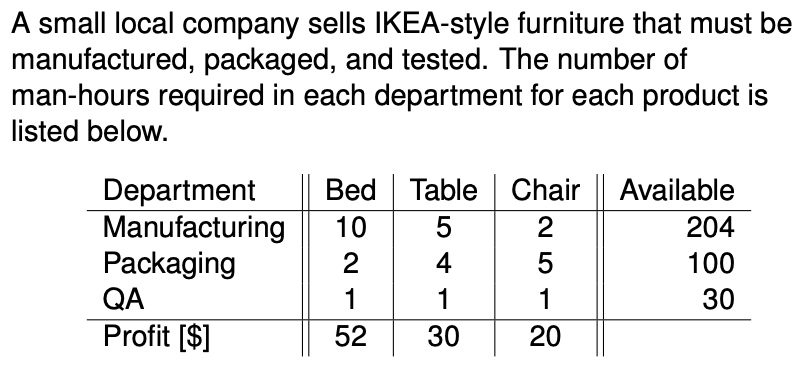 A small local company sells IKEA-style furniture that must be
manufactured, packaged, and tested. The number of
man-hours required in each department for each product is
listed below.
Department Bed Table Chair Available
Manufacturing 10 5 2 204
Packaging 2 4 5 100
QA 1 1 1 30
Profit [$] 52 30 20